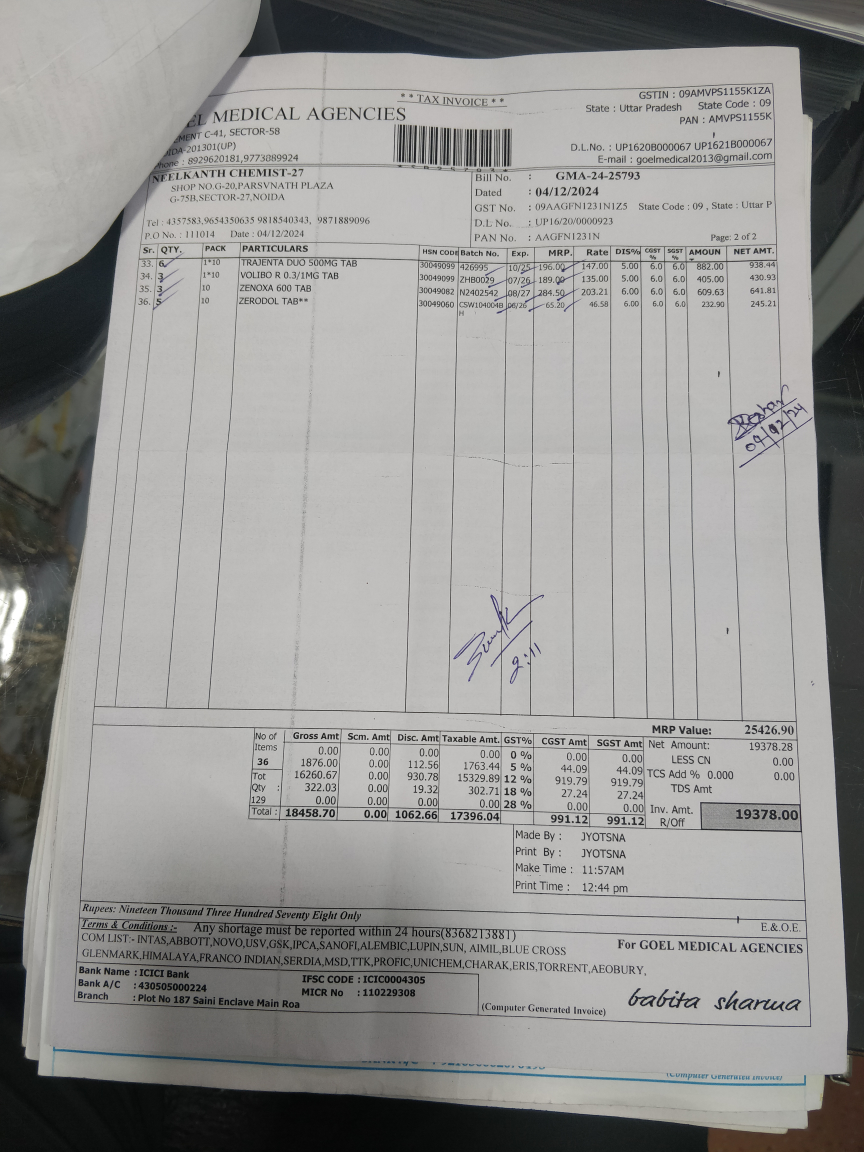 ** TAX INVOICE **
GSTIN : 09AMVPS1155K1ZA
State : Uttar Pradesh State Code : 09
PAN : AMVPS1155K
EL MEDICAL AGENCIES
EMENT C-41, SECTOR-58
OIDA-201301(UP)
Phone : 8929620181,9773889924
D.L.No. : UP1620B000067 UP1621B000067
E-mail : goelmedical2013@gmail.com
NEELKANTH CHEMIST-27
SHOP NO.G-20,PARSVNATH PLAZA
G-75B,SECTOR-27,NOIDA
Tel : 4357583,9654350635 9818540343, 9871889096
P.O No. : 111014 Date : 04/12/2024
Bill No. : GMA-24-25793
Dated : 04/12/2024
GST No. : 09AAGFN1231N1Z5 State Code : 09 , State : Uttar P
D.L No. : UP16/20/0000923
PAN No. : AAGFN1231N Page: 2 of 2
Sr. QTY. PACK PARTICULARS HSN CODE Batch No. Exp. MRP. Rate DIS% CGST % SGST % AMOUN NET AMT.
33. 6 1*10 TRAJENTA DUO 500MG TAB 30049099 426995 10/25 196.00 147.00 5.00 6.0 6.0 882.00 938.44
34. 3 1*10 VOLIBO R 0.3/1MG TAB 30049099 ZHB0029 07/26 189.00 135.00 5.00 6.0 6.0 405.00 430.93
35. 3 10 ZENOXA 600 TAB 30049082 N2402542 08/27 284.50 203.21 6.00 6.0 6.0 609.63 641.81
36. 5 10 ZERODOL TAB** 30049060 CSW104004B 06/26 65.20 46.58 6.00 6.0 6.0 232.90 245.21
H
04/12/24
2:11
MRP Value: 25426.90
No of Items Gross Amt Scm. Amt Disc. Amt Taxable Amt. GST% CGST Amt SGST Amt Net Amount: 19378.28
0.00 0.00 0.00 0.00 0 % 0.00 0.00 LESS CN 0.00
36 1876.00 0.00 112.56 1763.44 5 % 44.09 44.09 TCS Add % 0.000 0.00
Tot 16260.67 0.00 930.78 15329.89 12 % 919.79 919.79 TDS Amt
Qty : 322.03 0.00 19.32 302.71 18 % 27.24 27.24
129 0.00 0.00 0.00 0.00 28 % 0.00 0.00 Inv. Amt. 19378.00
Total : 18458.70 0.00 1062.66 17396.04 991.12 991.12 R/Off
Made By : JYOTSNA
Print By : JYOTSNA
Make Time : 11:57AM
Print Time : 12:44 pm
Rupees: Nineteen Thousand Three Hundred Seventy Eight Only
Terms & Conditions :- Any shortage must be reported within 24 hours(8368213881) E.&.O.E.
COM LIST:- INTAS,ABBOTT,NOVO,USV,GSK,IPCA,SANOFI,ALEMBIC,LUPIN,SUN, AIMIL,BLUE CROSS
GLENMARK,HIMALAYA,FRANCO INDIAN,SERDIA,MSD,TTK,PROFIC,UNICHEM,CHARAK,ERIS,TORRENT,AEOBURY,
For GOEL MEDICAL AGENCIES
Bank Name : ICICI Bank IFSC CODE : ICIC0004305
Bank A/C : 430505000224 MICR No : 110229308
Branch : Plot No 187 Saini Enclave Main Roa
(Computer Generated Invoice)
babita sharma
(Computer Generated Invoice)